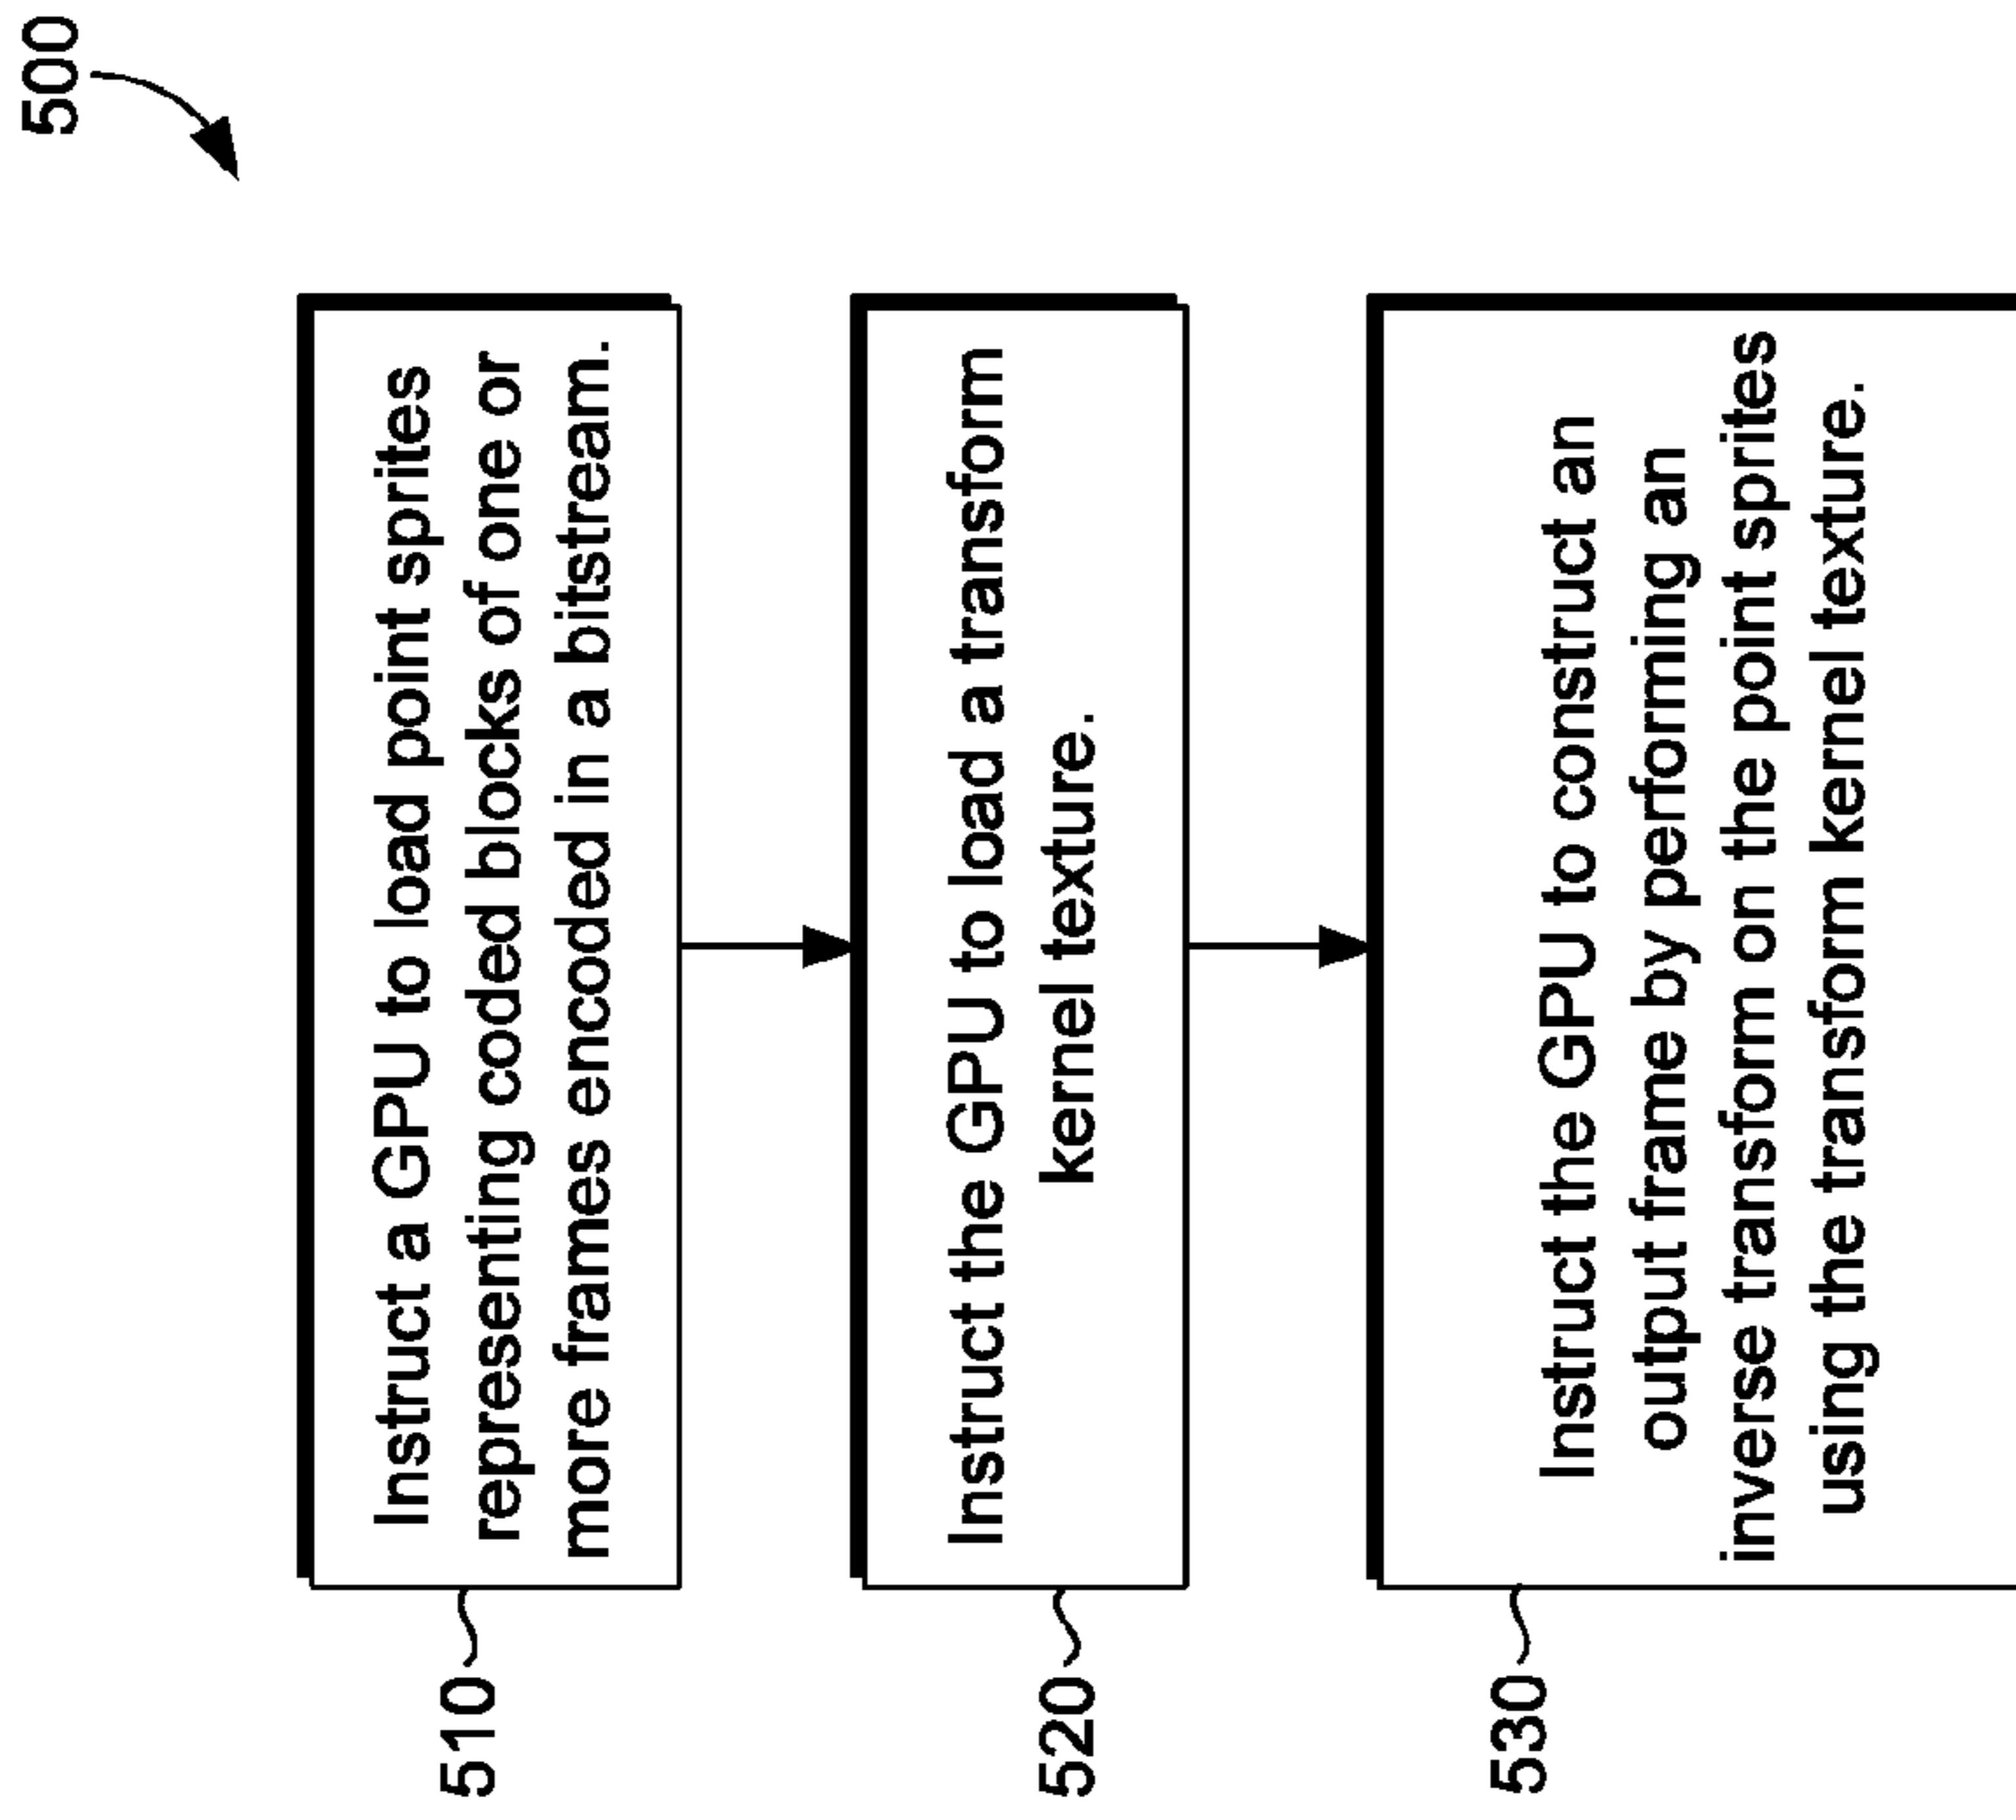 500
510
Instruct a GPU to load point sprites
representing coded blocks of one or
more frames encoded in a bitstream.
520
Instruct the GPU to load a transform
kernel texture.
530
Instruct the GPU to construct an
output frame by performing an
inverse transform on the point sprites
using the transform kernel texture.